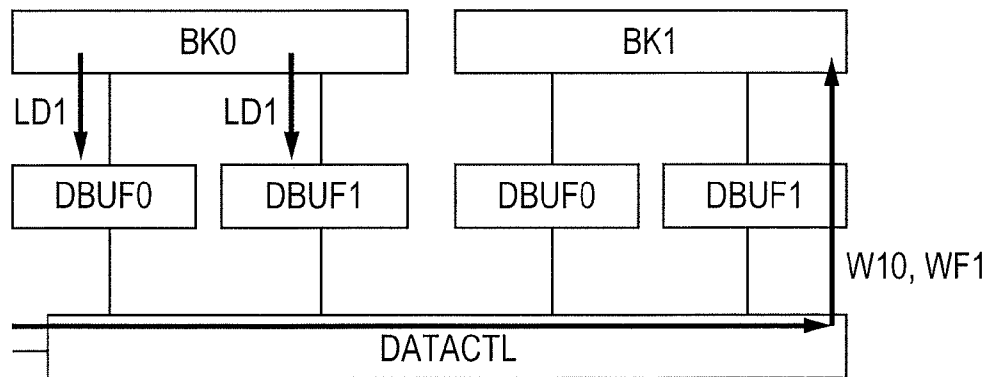 BK0 BK1
LD1 LD1
DBUF0 DBUF1 DBUF0 DBUF1
W10, WF1
DATACTL